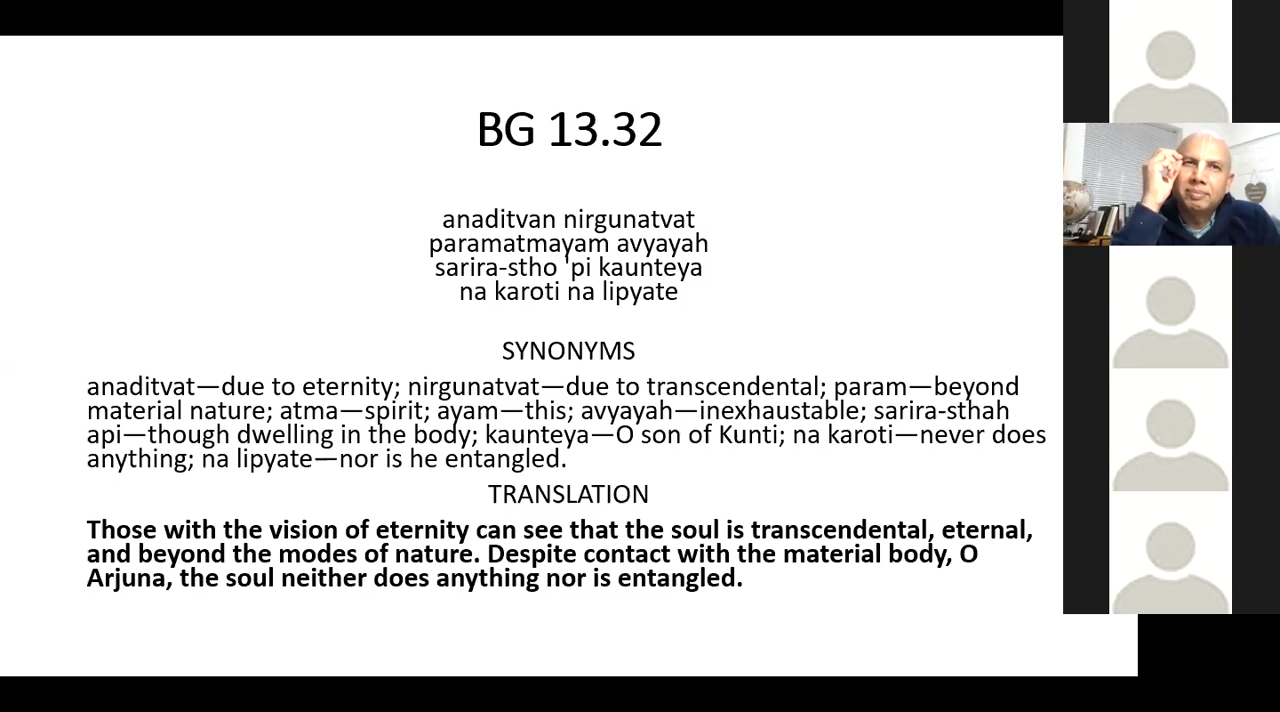 BG 13.32
anaditvan nirgunatvat
paramatmayam avyayah
sarira-stho 'pi kaunteya
na karoti na lipyate
SYNONYMS
anaditvat—due to eternity; nirgunatvat—due to transcendental; param—beyond
material nature; atma—spirit; ayam—this; avyayah—inexhaustable; sarira-sthah
api—though dwelling in the body; kaunteya—O son of Kunti; na karoti—never does
anything; na lipyate—nor is he entangled.
TRANSLATION
Those with the vision of eternity can see that the soul is transcendental, eternal,
and beyond the modes of nature. Despite contact with the material body, O
Arjuna, the soul neither does anything nor is entangled.